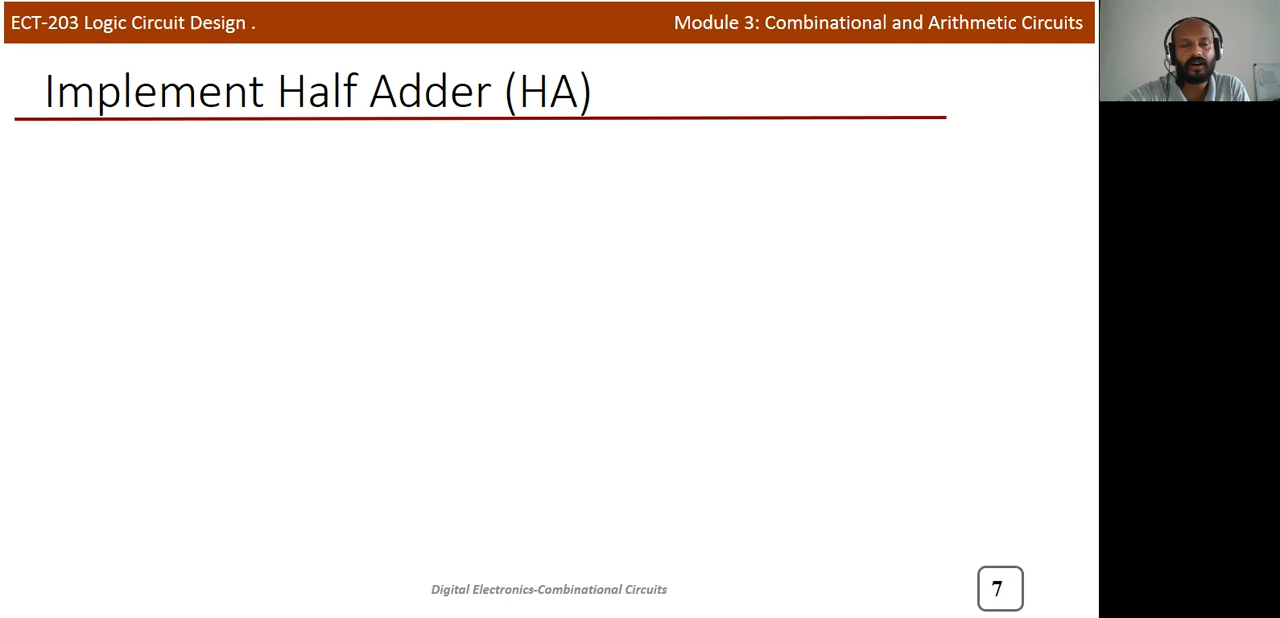 ECT-203 Logic Circuit Design .
Module 3: Combinational and Arithmetic Circuits
Implement Half Adder (HA)
Digital Electronics-Combinational Circuits
7